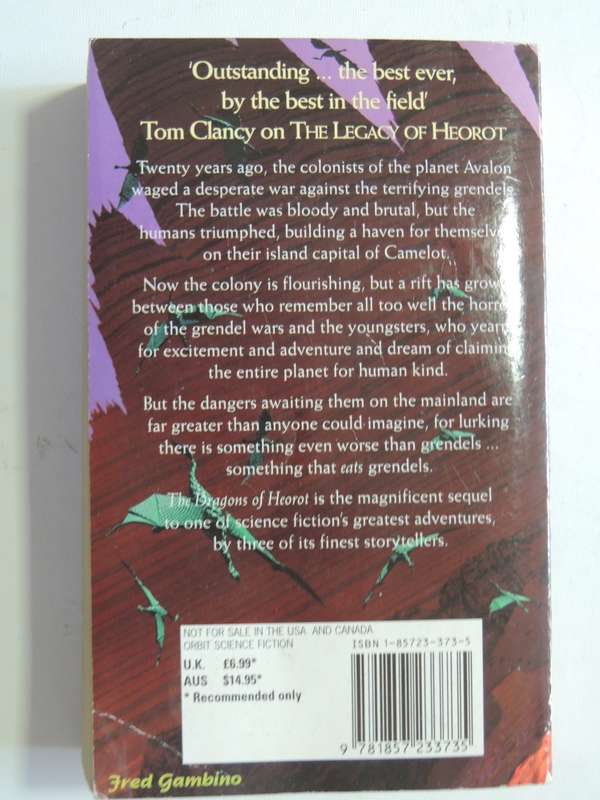 'Outstanding ... the best ever,
by the best in the field'
Tom Clancy on THE LEGACY OF HEOROT
Twenty years ago, the colonists of the planet Avalon
waged a desperate war against the terrifying grendels.
The battle was bloody and brutal, but the
humans triumphed, building a haven for themselve
on their island capital of Camelot.
Now the colony is flourishing, but a rift has grow
between those who remember all too well the horro
of the grendel wars and the youngsters, who yearn
for excitement and adventure and dream of claimin
the entire planet for human kind.
But the dangers awaiting them on the mainland are
far greater than anyone could imagine, for lurking
there is something even worse than grendels ...
something that eats grendels.
The Dragons of Heorot is the magnificent sequel
to one of science fiction's greatest adventures,
by three of its finest storytellers.
NOT FOR SALE IN THE USA AND CANADA
ORBIT SCIENCE FICTION
U.K. £6.99*
AUS $14.95*
* Recommended only
ISBN 1-85723-373-5
9 781857 233735
Fred Gambino